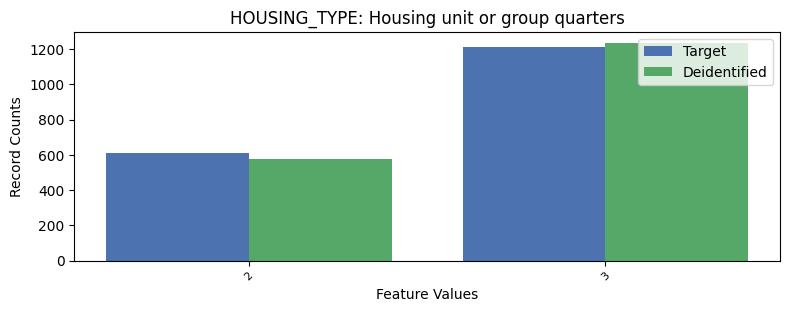 HOUSING_TYPE: Housing unit or group quarters
Target
Deidentified
Record Counts
1200
1000
800
600
400
200
0
2
3
Feature Values